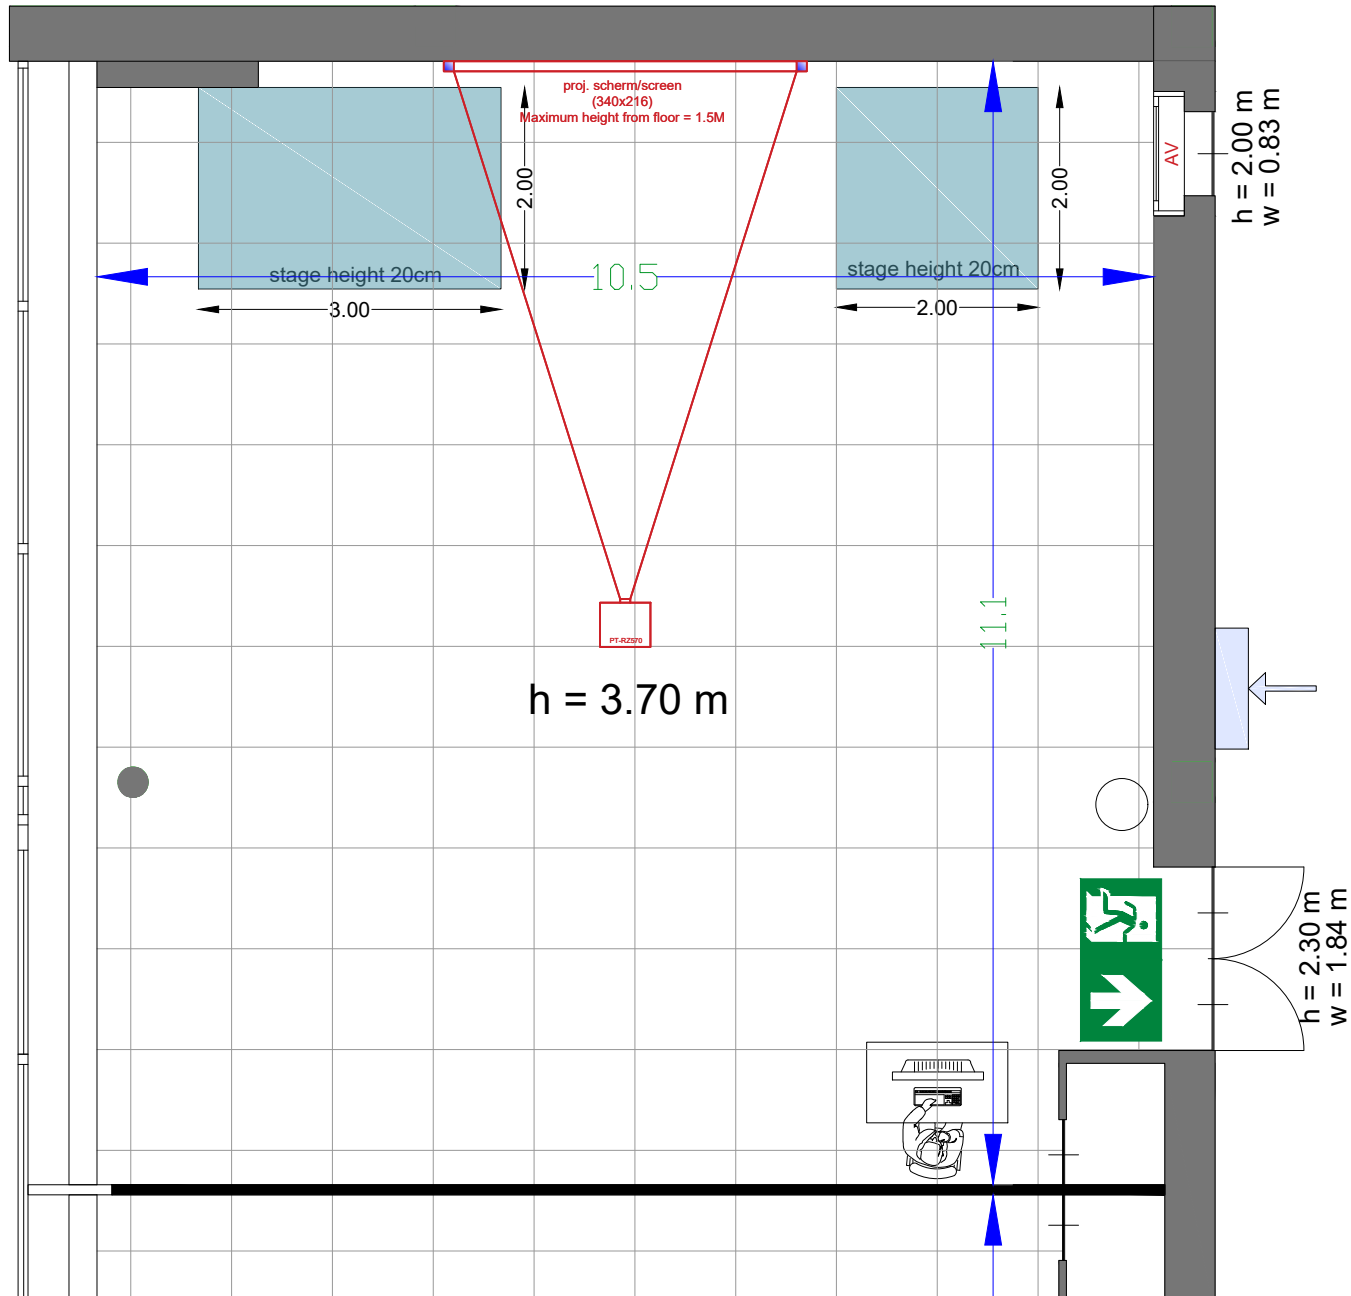 proj. scherm/screen
(340x216)
Maximum height from floor = 1.5M
2.00
2.00
AV
h = 2.00 m
w = 0.83 m
stage height 20cm
10,5
stage height 20cm
3.00
2.00
11,1
PT-RZ570
h = 3.70 m
h = 2.30 m
w = 1.84 m